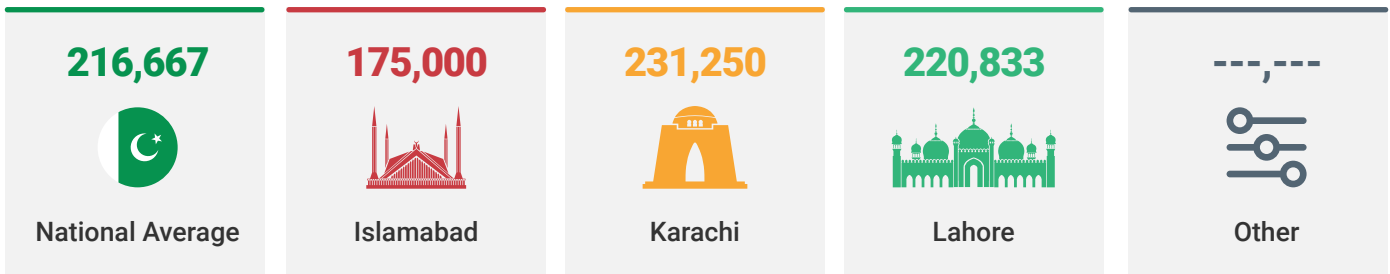 216,667
National Average
175,000
Islamabad
231,250
Karachi
220,833
Lahore
---,---
Other